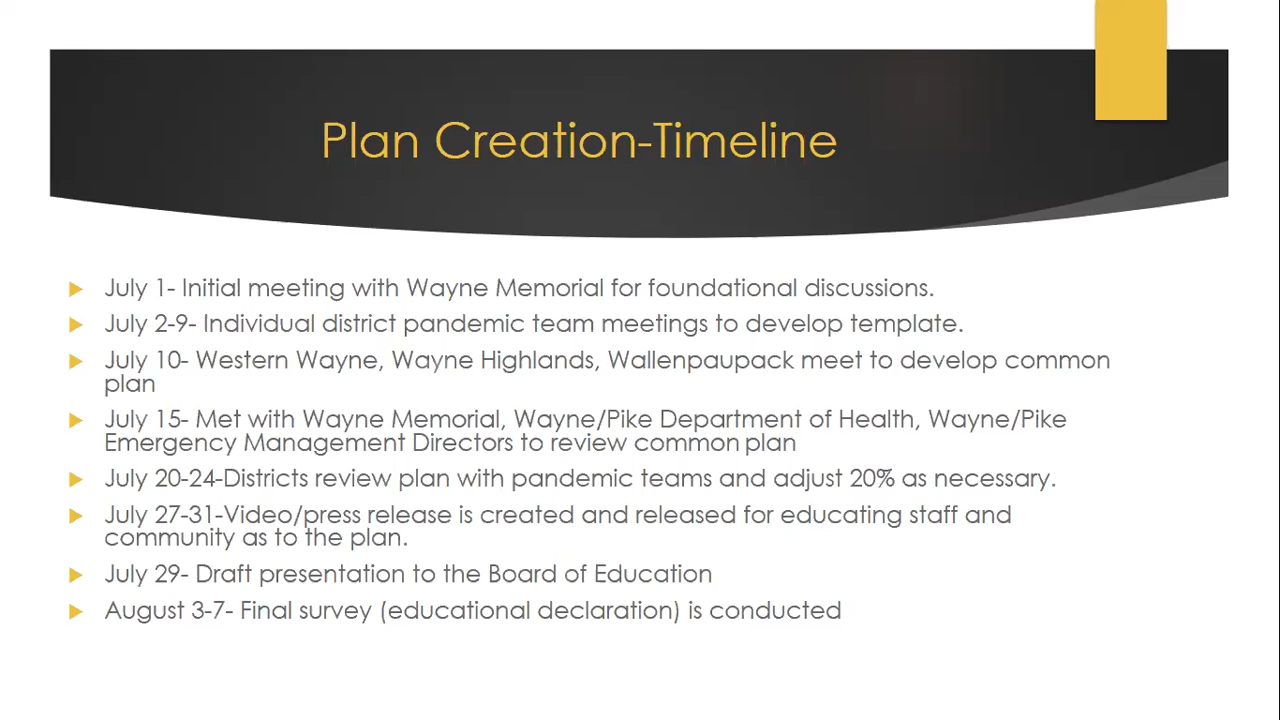 Plan Creation-Timeline
July 1- Initial meeting with Wayne Memorial for foundational discussions.
July 2-9- Individual district pandemic team meetings to develop template.
July 10- Western Wayne, Wayne Highlands, Wallenpaupack meet to develop common
plan
July 15- Met with Wayne Memorial, Wayne/Pike Department of Health, Wayne/Pike
Emergency Management Directors to review common plan
July 20-24-Districts review plan with pandemic teams and adjust 20% as necessary.
July 27-31-Video/press release is created and released for educating staff and
community as to the plan.
July 29- Draft presentation to the Board of Education
August 3-7- Final survey (educational declaration) is conducted